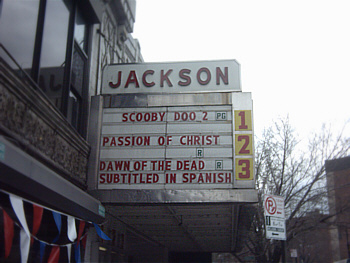 JACKSON
SCOOBY DOO 2 PG 1
PASSION OF CHRIST
R 2
DAWN OF THE DEAD R
SUBTITLED IN SPANISH 3